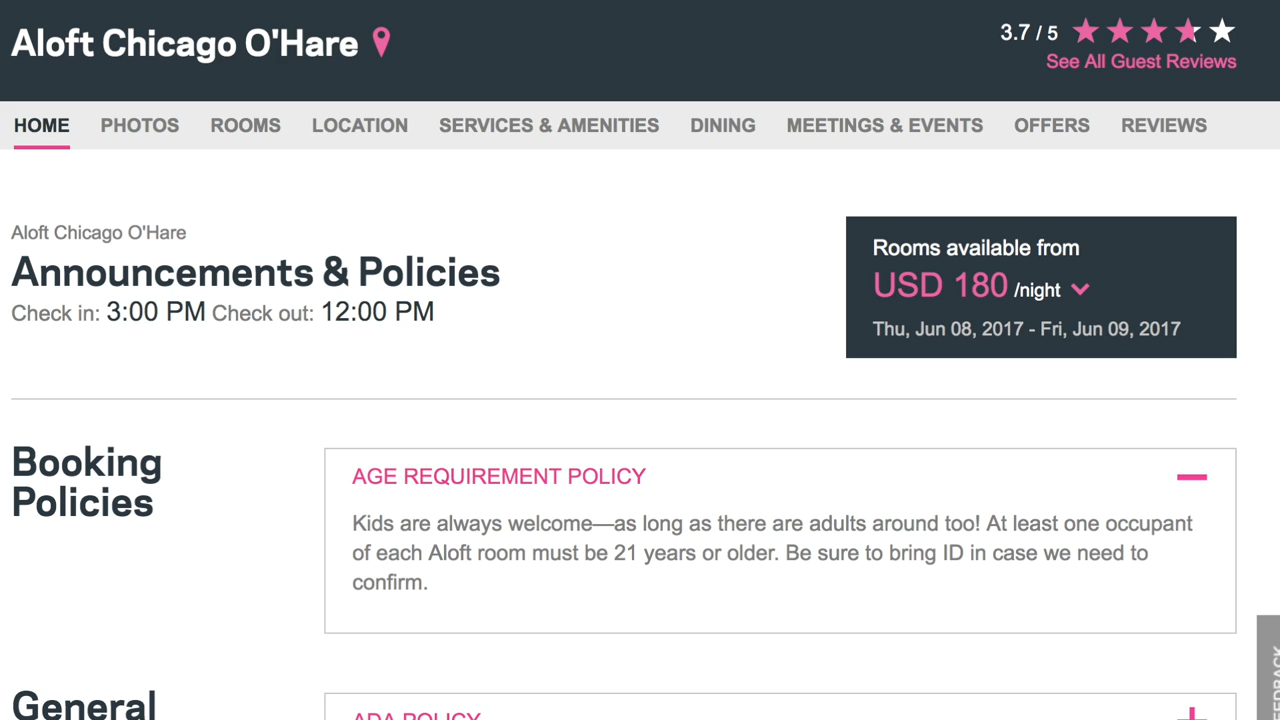 Aloft Chicago O'Hare
3.7 / 5
See All Guest Reviews
HOME PHOTOS ROOMS LOCATION SERVICES & AMENITIES DINING MEETINGS & EVENTS OFFERS REVIEWS
Aloft Chicago O'Hare
Announcements & Policies
Check in: 3:00 PM Check out: 12:00 PM
Rooms available from
USD 180 /night
Thu, Jun 08, 2017 - Fri, Jun 09, 2017
Booking
Policies
AGE REQUIREMENT POLICY
Kids are always welcome—as long as there are adults around too! At least one occupant
of each Aloft room must be 21 years or older. Be sure to bring ID in case we need to
confirm.
General
ADA POLICY
FEEDBACK